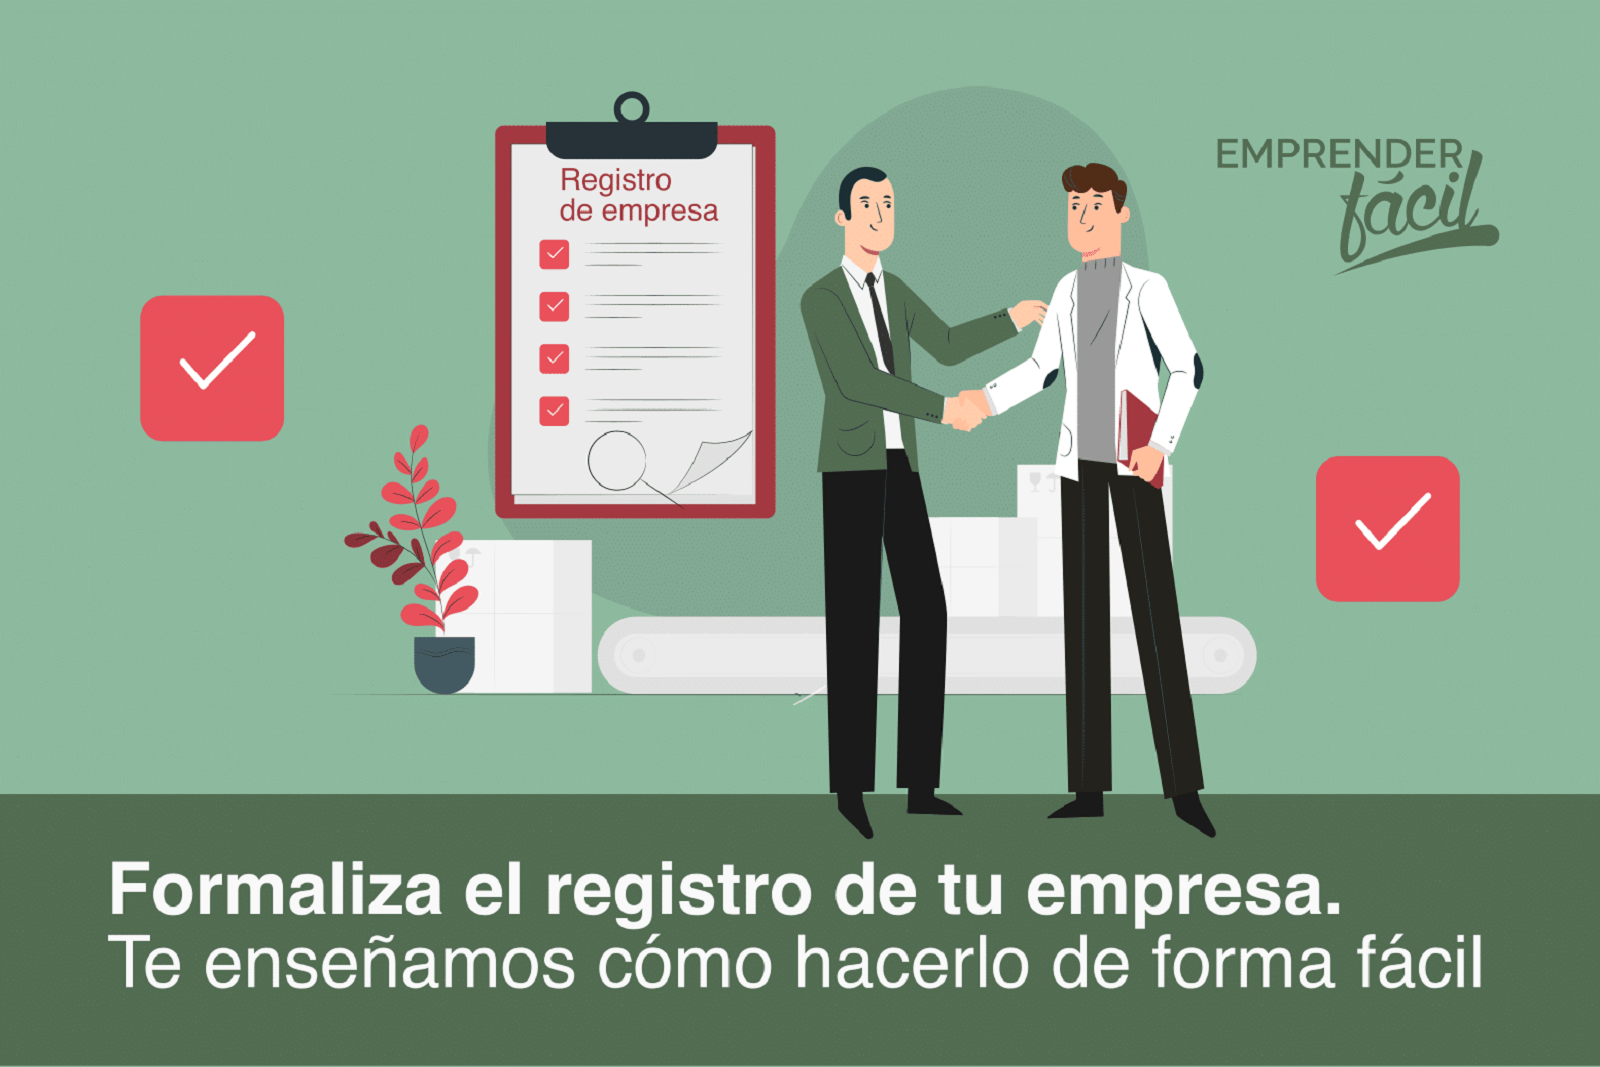 Registro
de empresa
EMPRENDER
fácil
Formaliza el registro de tu empresa.
Te enseñamos cómo hacerlo de forma fácil